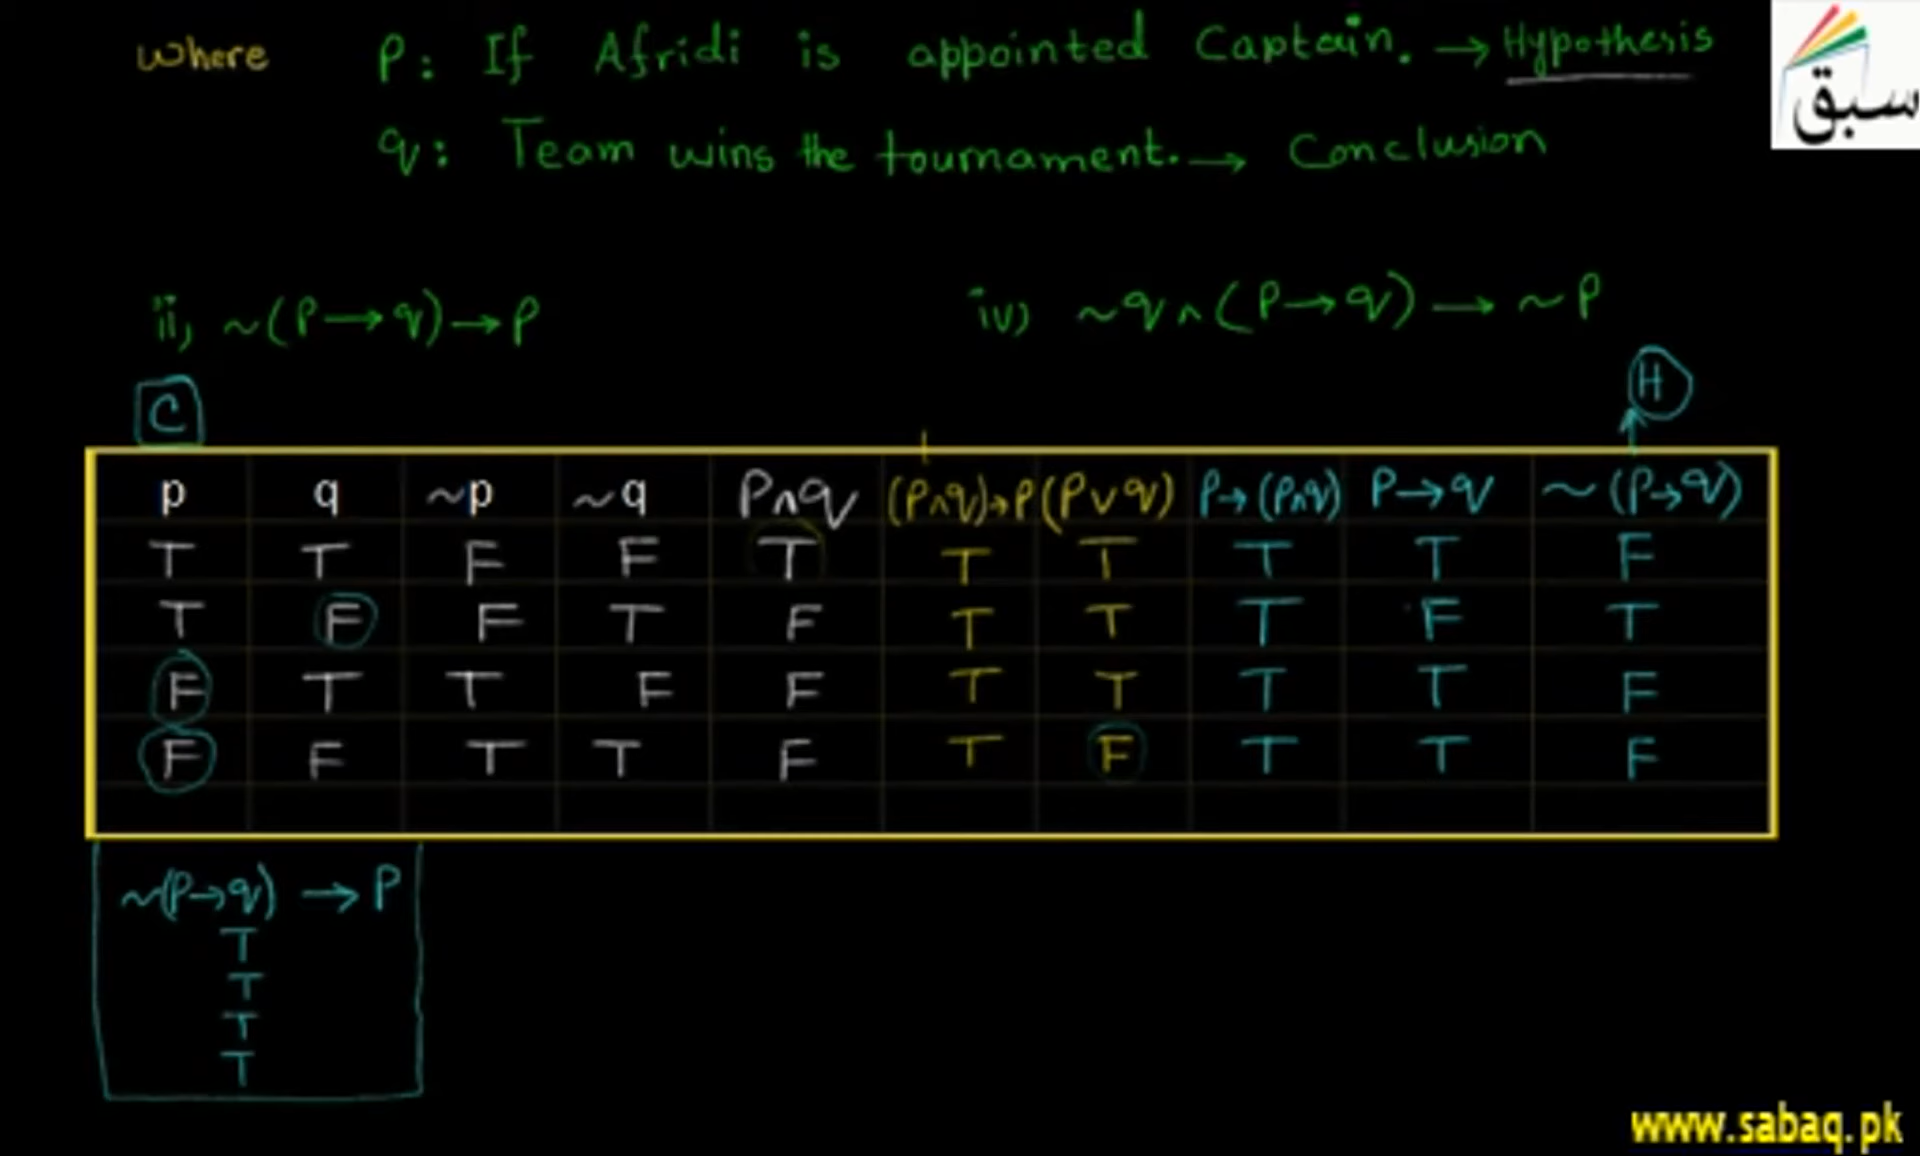 where P: If Afridi is appointed Captain. → Hypothesis
سبق
q: Team wins the tournament. → Conclusion
ii, ~(P→q)→P iv) ~q∧(P→q)→~P
C H
p q ~p ~q P∧q (P∧q)→P (P∨q) P→(P∧q) P→q ~(P→q)
T T F F T T T T T F
T F F T F T T T F T
F T T F F T T T T F
F F T T F T F T T F
~(P→q) → P
T
T
T
T
www.sabaq.pk